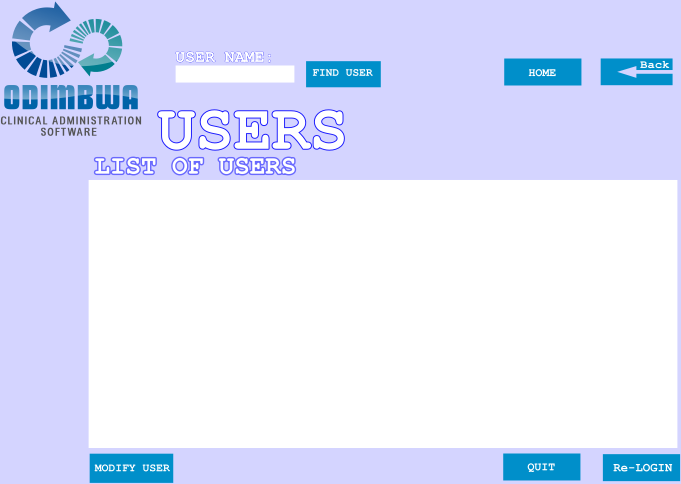 USER NAME:
FIND USER
HOME
Back
ODIMBWA
CLINICAL ADMINISTRATION
SOFTWARE
USERS
LIST OF USERS
MODIFY USER
QUIT
Re-LOGIN